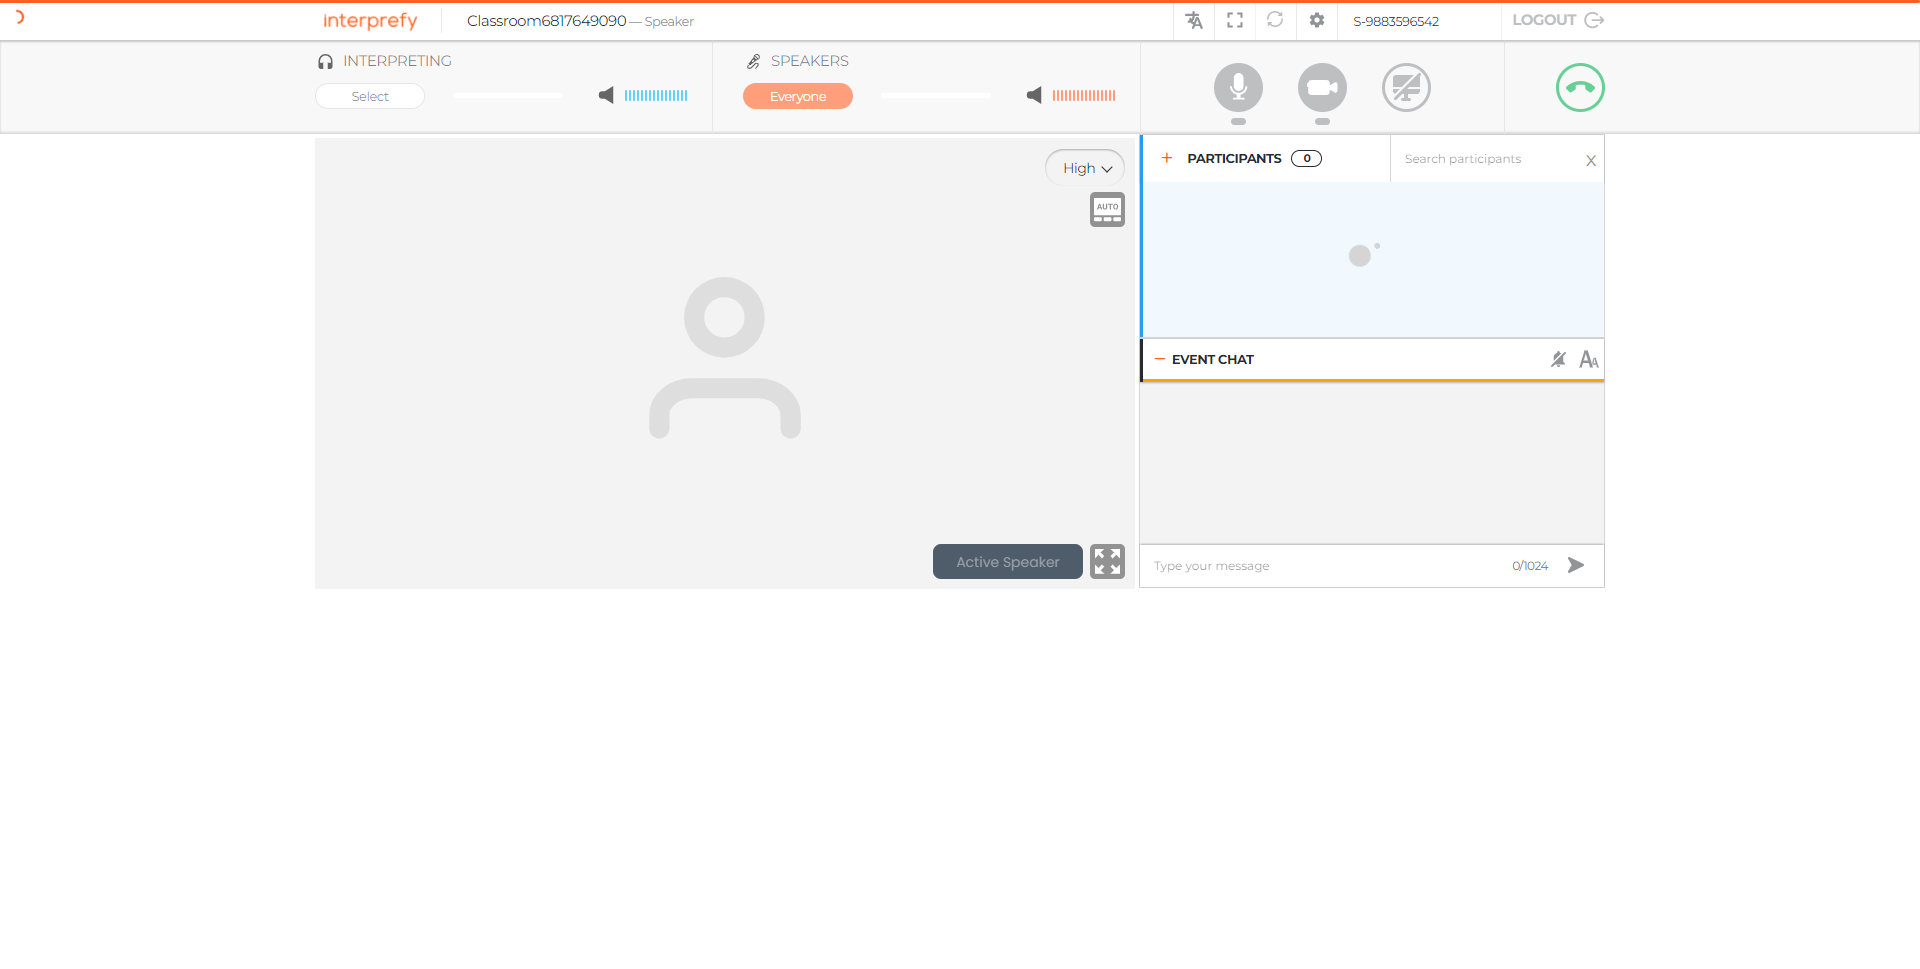 interprefy
Classroom6817649090 — Speaker
S-9883596542
LOGOUT
INTERPRETING
Select
SPEAKERS
Everyone
High
AUTO
Active Speaker
+ PARTICIPANTS 0
Search participants
X
− EVENT CHAT
AA
Type your message
0/1024